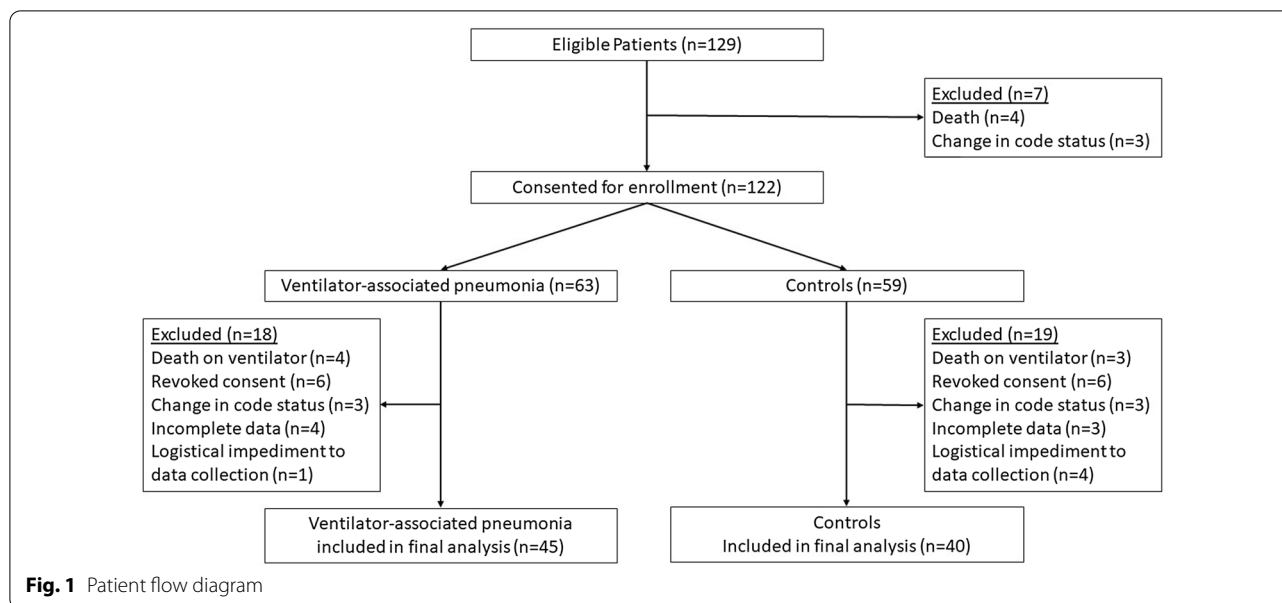 Eligible Patients (n=129)
Excluded (n=7)
Death (n=4)
Change in code status (n=3)
Consented for enrollment (n=122)
Ventilator-associated pneumonia (n=63)
Controls (n=59)
Excluded (n=18)
Death on ventilator (n=4)
Revoked consent (n=6)
Change in code status (n=3)
Incomplete data (n=4)
Logistical impediment to
data collection (n=1)
Excluded (n=19)
Death on ventilator (n=3)
Revoked consent (n=6)
Change in code status (n=3)
Incomplete data (n=3)
Logistical impediment to
data collection (n=4)
Ventilator-associated pneumonia
included in final analysis (n=45)
Controls
Included in final analysis (n=40)
Fig. 1 Patient flow diagram